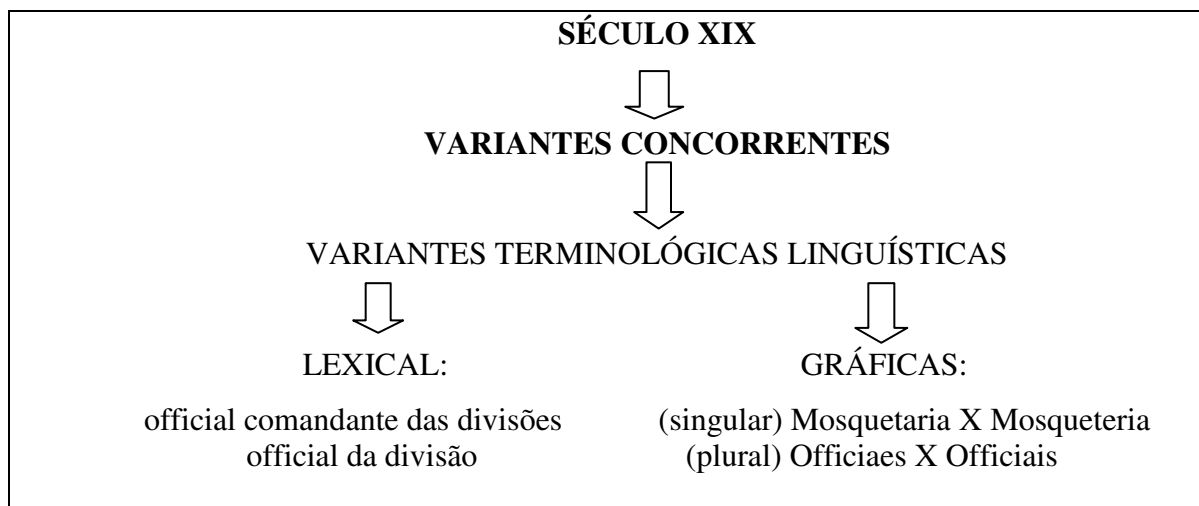 SÉCULO XIX
VARIANTES CONCORRENTES
VARIANTES TERMINOLÓGICAS LINGUÍSTICAS
LEXICAL:
official comandante das divisões
official da divisão
GRÁFICAS:
(singular) Mosquetaria X Mosqueteria
(plural) Officiaes X Officiais